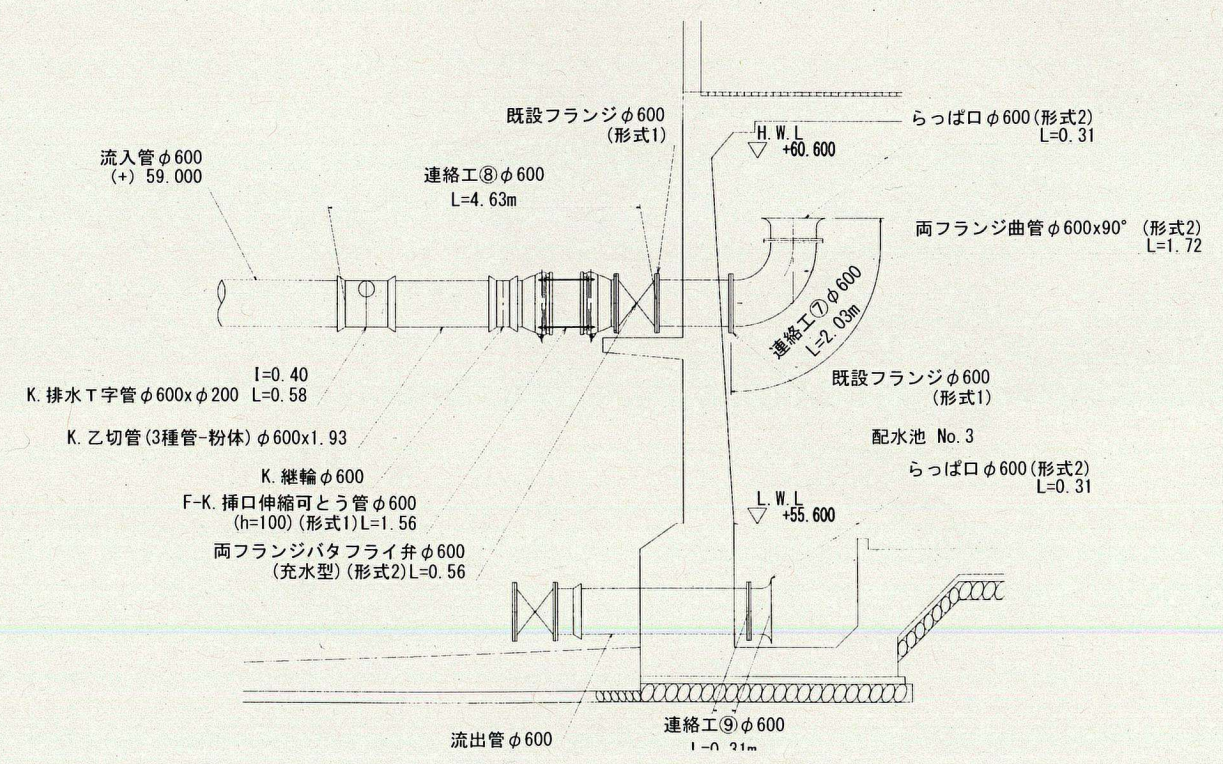 既設フランジφ600
(形式1)
らっぱ口φ600(形式2)
L=0.31
H.W.L
+60.600
流入管φ600
(+) 59.000
連絡工⑧φ600
L=4.63m
両フランジ曲管φ600x90° (形式2)
L=1.72
連絡工⑦φ600
L=2.03m
I=0.40
K.排水T字管φ600xφ200 L=0.58
既設フランジφ600
(形式1)
K.乙切管(3種管-粉体)φ600x1.93
配水池 No.3
K.継輪φ600
らっぱ口φ600(形式2)
L=0.31
F-K.挿口伸縮可とう管φ600
(h=100)(形式1)L=1.56
L.W.L
+55.600
両フランジバタフライ弁φ600
(充水型)(形式2)L=0.56
連絡工⑨φ600
L=0.31m
流出管φ600